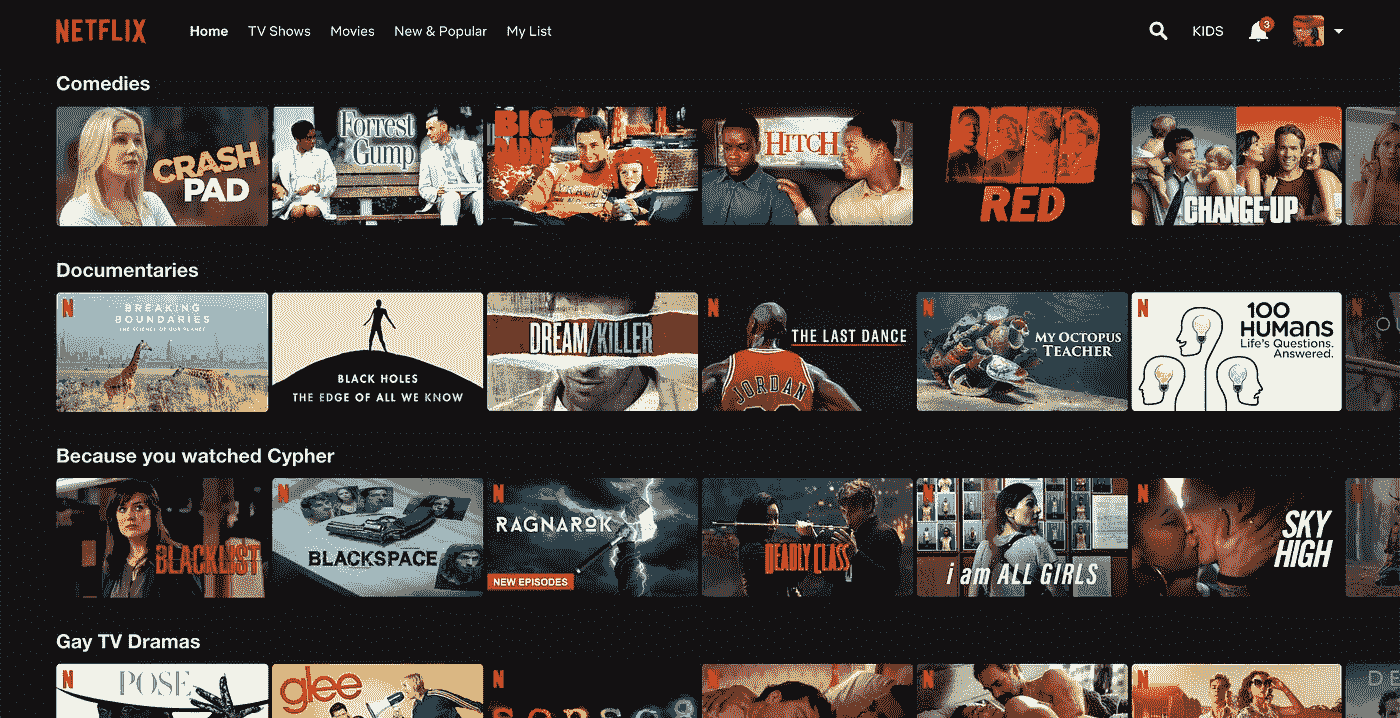 NETFLIX Home TV Shows Movies New & Popular My List KIDS 3
Comedies
CRASH
PAD
Forrest
Gump
BIG
DADDY
HITCH
RED
CHANGE-UP
Documentaries
N
BREAKING
BOUNDARIES
THE SCIENCE OF OUR PLANET
BLACK HOLES
THE EDGE OF ALL WE KNOW
DREAM/KILLER
N
THE LAST DANCE
JORDAN
N
MY OCTOPUS
TEACHER
N
100
HUMANS
Life's Questions.
Answered.
N
Because you watched Cypher
BLACKLIST
N
BLACKSPACE
N
RAGNAROK
NEW EPISODES
DEADLY CLASS
N
i am ALL GIRLS
N
SKY
HIGH
N
Gay TV Dramas
N
POSE
glee
N
N
N
N
DE